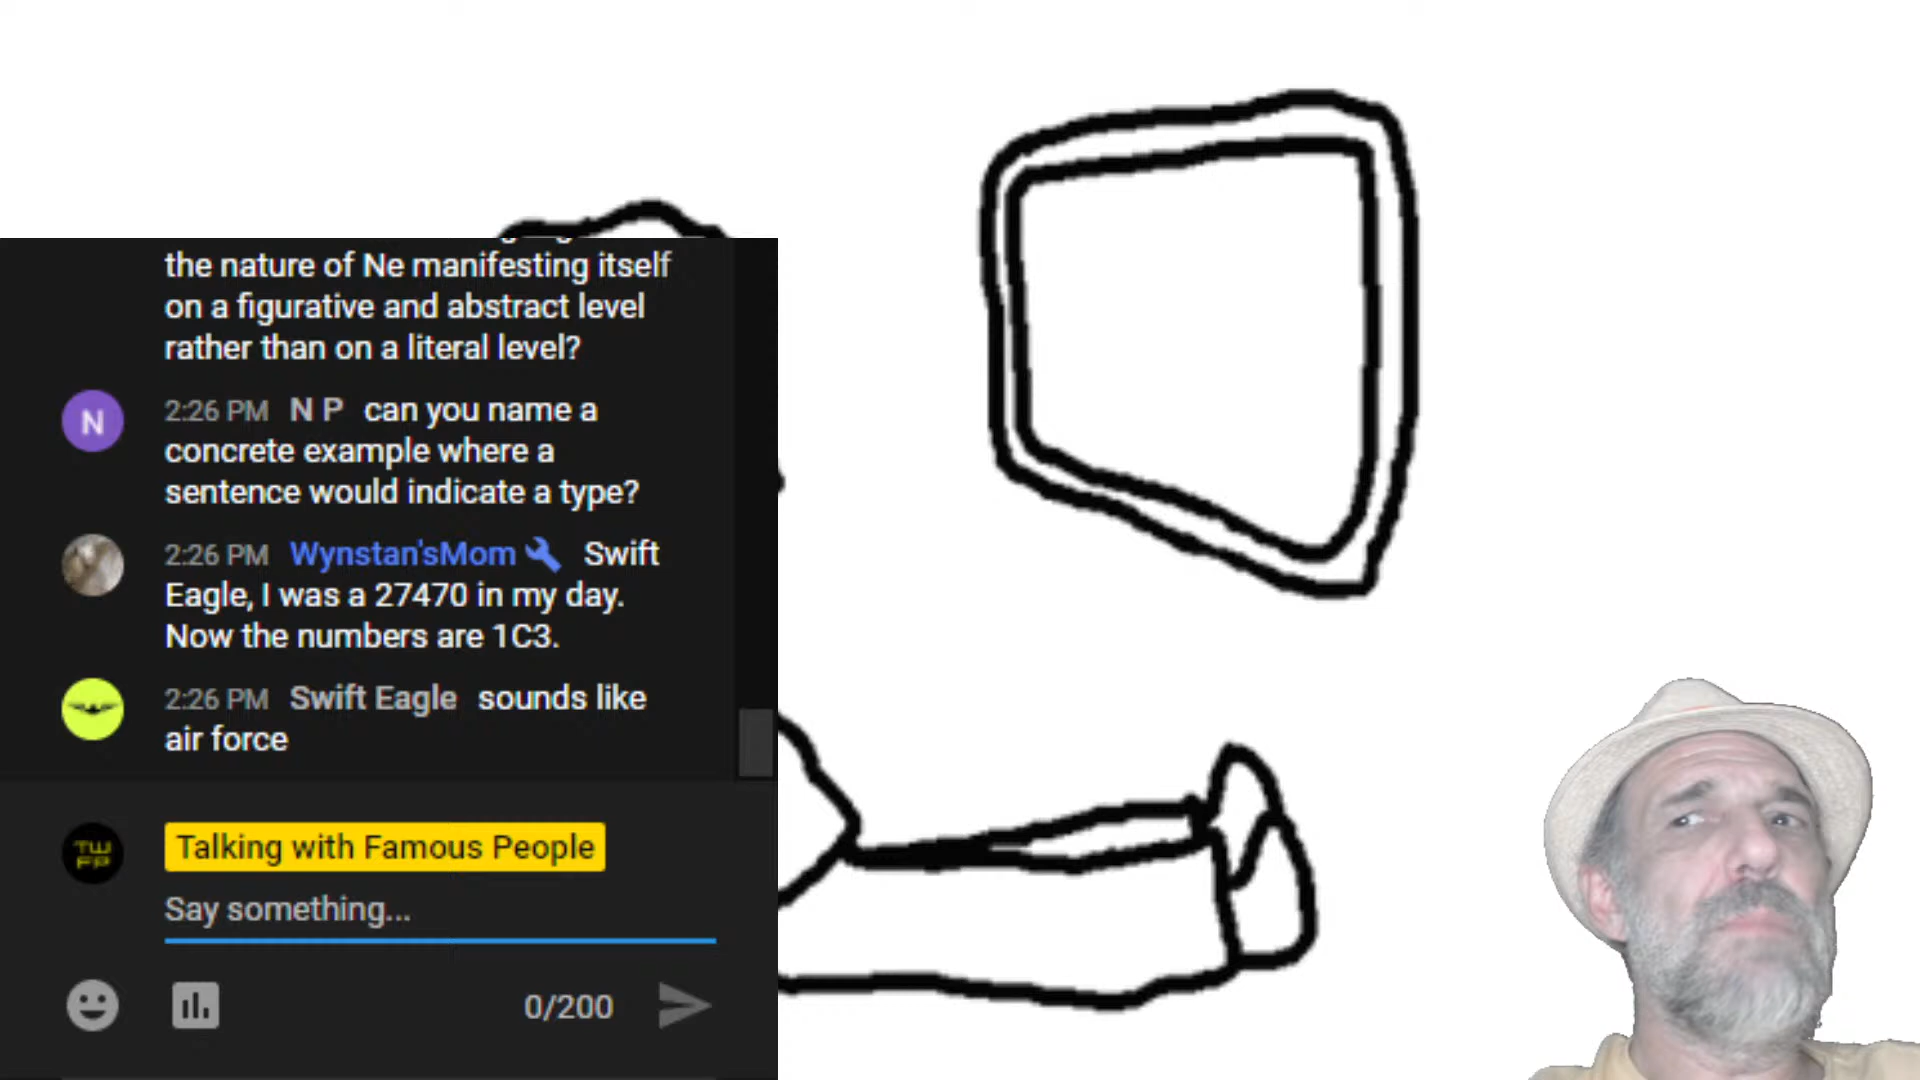 the nature of Ne manifesting itself
on a figurative and abstract level
rather than on a literal level?
N
2:26 PM N P can you name a
concrete example where a
sentence would indicate a type?
2:26 PM Wynstan'sMom Swift
Eagle, I was a 27470 in my day.
Now the numbers are 1C3.
2:26 PM Swift Eagle sounds like
air force
TW
FP
Talking with Famous People
Say something...
0/200